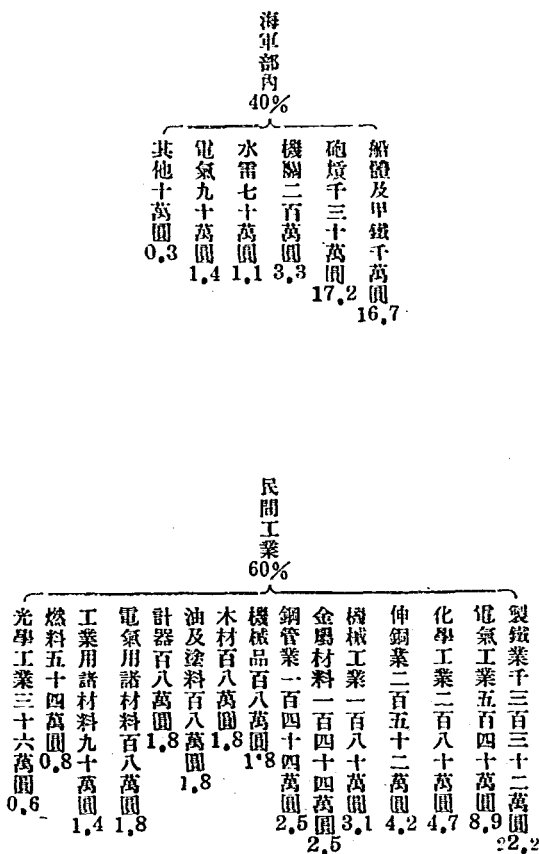 海軍部内
40%
船體及甲鐵千萬圓
16.7
砲熕千三十萬圓
17.2
機關二百萬圓
3.3
水雷七十萬圓
1.1
電氣九十萬圓
1.4
其他十萬圓
0.3
民間工業
60%
製鐵業千三百三十二萬圓
22.2
電氣工業五百四十萬圓
8.9
化學工業二百八十萬圓
4.7
伸銅業二百五十二萬圓
4.2
機械工業一百八十萬圓
3.1
金屬材料一百四十四萬圓
2.5
鋼管業一百四十四萬圓
2.5
機械品百八萬圓
1.8
木材百八萬圓
1.8
油及塗料百八萬圓
1.8
計器百八萬圓
1.8
電氣用諸材料百八萬圓
1.8
工業用諸材料九十萬圓
1.4
燃料五十四萬圓
0.8
光學工業三十六萬圓
0.6